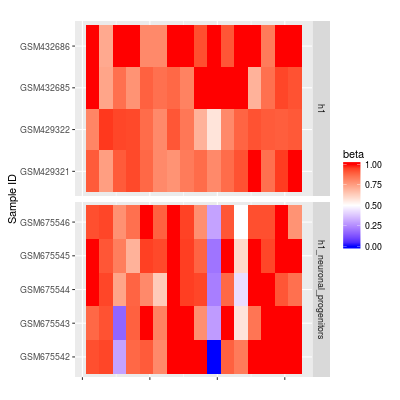 Sample ID
GSM432686
GSM432685
GSM429322
GSM429321
h1
GSM675546
GSM675545
GSM675544
GSM675543
GSM675542
h1_neuronal_progenitors
beta
1.00
0.75
0.50
0.25
0.00